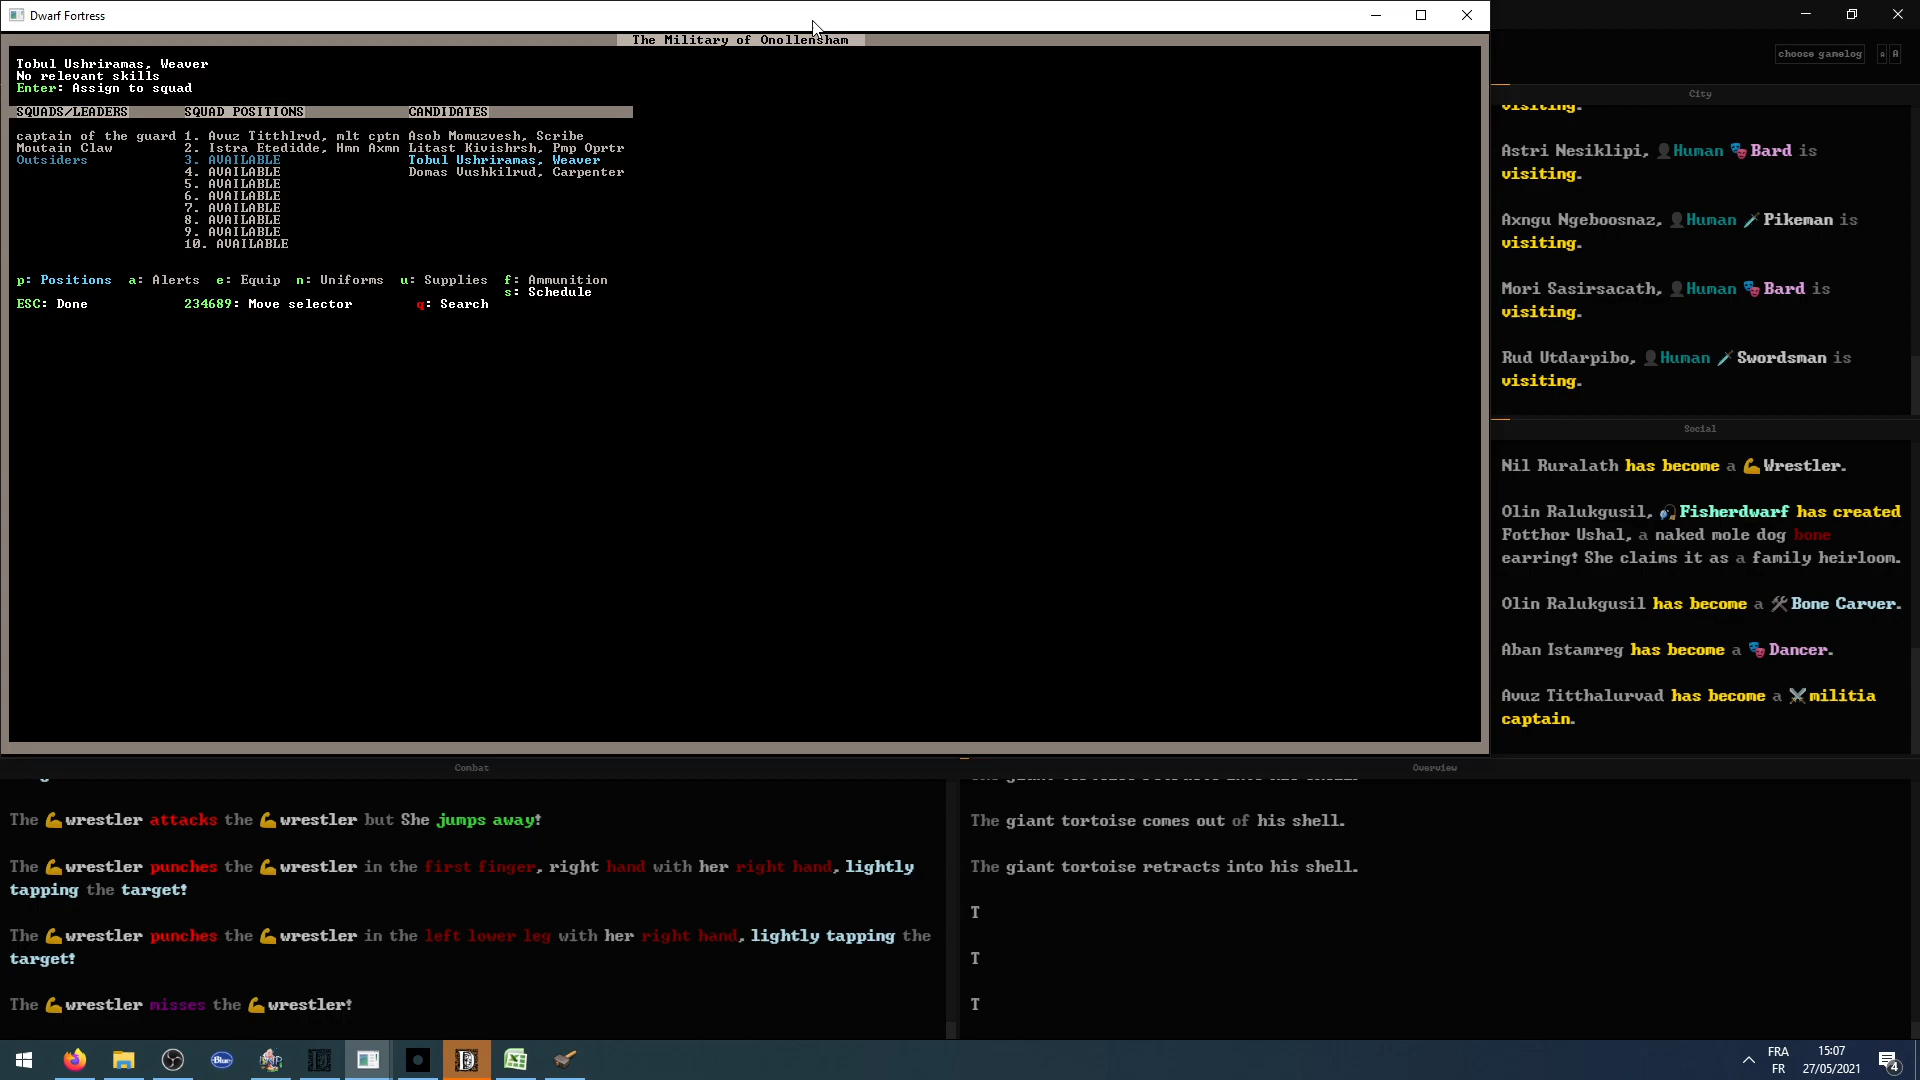 Dwarf Fortress
The Military of Onollensham
Tobul Ushriramas, Weaver
No relevant skills
Enter: Assign to squad
SQUADS/LEADERS SQUAD POSITIONS CANDIDATES
captain of the guard 1. Avuz Titthlrvd, mlt cptn Asob Momuzvesh, Scribe
Moutain Claw 2. Istra Etedidde, Hmn Axmn Litast Kivishrsh, Pmp Oprtr
Outsiders 3. AVAILABLE Tobul Ushriramas, Weaver
4. AVAILABLE Domas Vushkilrud, Carpenter
5. AVAILABLE
6. AVAILABLE
7. AVAILABLE
8. AVAILABLE
9. AVAILABLE
10. AVAILABLE
p: Positions a: Alerts e: Equip n: Uniforms u: Supplies f: Ammunition
s: Schedule
ESC: Done 234689: Move selector q: Search
choose gamelog A A
City
visiting.
Astri Nesiklipi, Human Bard is
visiting.
Axngu Ngeboosnaz, Human Pikeman is
visiting.
Mori Sasirsacath, Human Bard is
visiting.
Rud Utdarpibo, Human Swordsman is
visiting.
Social
Nil Ruralath has become a Wrestler.
Olin Ralukgusil, Fisherdwarf has created
Fotthor Ushal, a naked mole dog bone
earring! She claims it as a family heirloom.
Olin Ralukgusil has become a Bone Carver.
Aban Istamreg has become a Dancer.
Avuz Titthalurvad has become a militia
captain.
Combat
The wrestler attacks the wrestler but She jumps away!
The wrestler punches the wrestler in the first finger, right hand with her right hand, lightly
tapping the target!
The wrestler punches the wrestler in the left lower leg with her right hand, lightly tapping the
target!
The wrestler misses the wrestler!
Overview
The giant tortoise retracts into his shell.
The giant tortoise comes out of his shell.
The giant tortoise retracts into his shell.
T
T
T
Blue
FRA
FR
15:07
27/05/2021
4